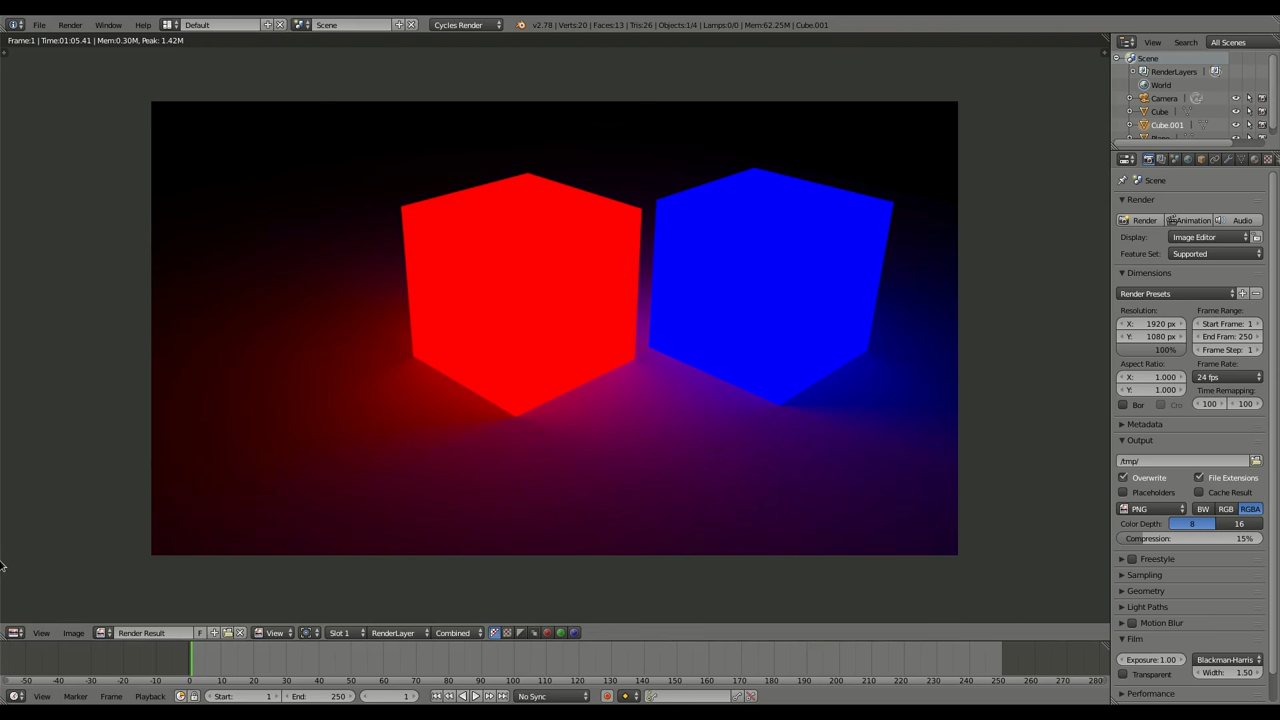 File Render Window Help Default Scene Cycles Render v2.78 | Verts:20 | Faces:13 | Tris:26 | Objects:1/4 | Lamps:0/0 | Mem:62.25M | Cube.001
Frame:1 | Time:01:05.41 | Mem:0.30M, Peak: 1.42M
View Search All Scenes
Scene
RenderLayers
World
Camera
Cube
Cube.001
Scene
Render
Render Animation Audio
Display: Image Editor
Feature Set: Supported
Dimensions
Render Presets
Resolution: Frame Range:
X: 1920 px Start Frame: 1
Y: 1080 px End Fram: 250
100% Frame Step: 1
Aspect Ratio: Frame Rate:
X: 1.000 24 fps
Y: 1.000 Time Remapping:
Bor Cro 100 100
Metadata
Output
/tmp/
Overwrite File Extensions
Placeholders Cache Result
PNG BW RGB RGBA
Color Depth: 8 16
Compression: 15%
Freestyle
Sampling
Geometry
Light Paths
Motion Blur
Film
Exposure: 1.00 Blackman-Harris
Transparent Width: 1.50
Performance
View Image Render Result F View Slot 1 RenderLayer Combined
-50 -40 -30 -20 -10 0 10 20 30 40 50 60 70 80 90 100 110 120 130 140 150 160 170 180 190 200 210 220 230 240 250 260 270 280
View Marker Frame Playback Start: 1 End: 250 1 No Sync